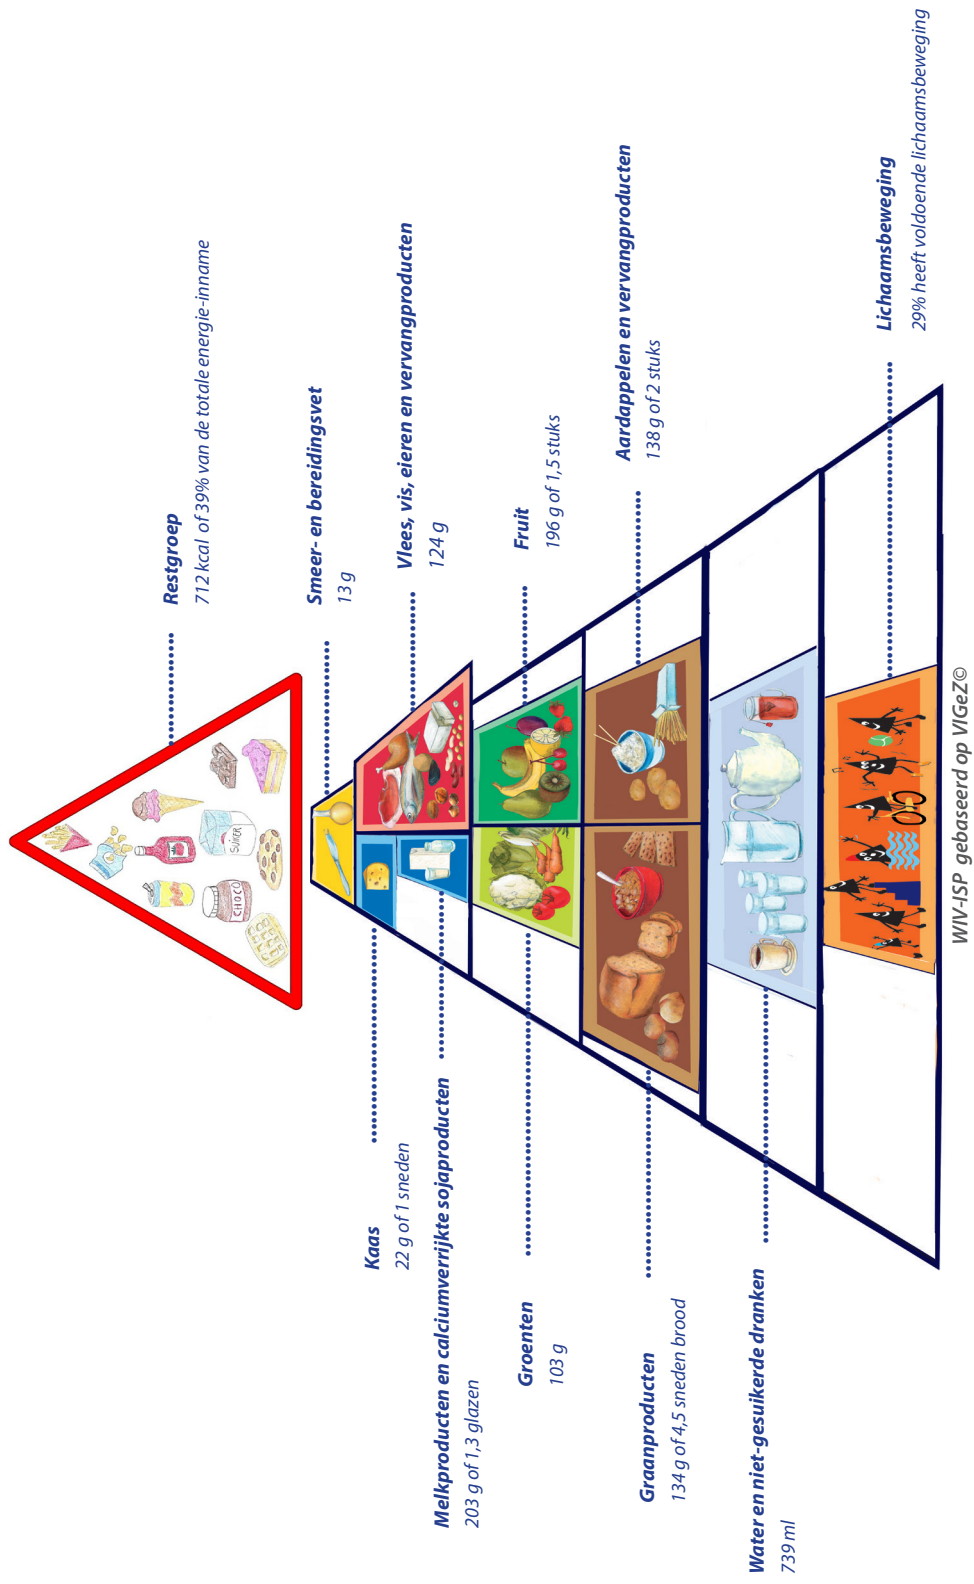 Restgroep
712 kcal of 39% van de totale energie-inname
SUIKER
CHOCO
Smeer- en bereidingsvet
13 g
Kaas
22 g of 1 sneden
Vlees, vis, eieren en vervangproducten
124 g
Melkproducten en calciumverrijkte sojaproducten
203 g of 1,3 glazen
Fruit
196 g of 1,5 stuks
Groenten
103 g
Aardappelen en vervangproducten
138 g of 2 stuks
Graanproducten
134 g of 4,5 sneden brood
Water en niet-gesuikerde dranken
739 ml
Lichaamsbeweging
29% heeft voldoende lichaamsbeweging
WIV-ISP gebaseerd op VIGeZ©